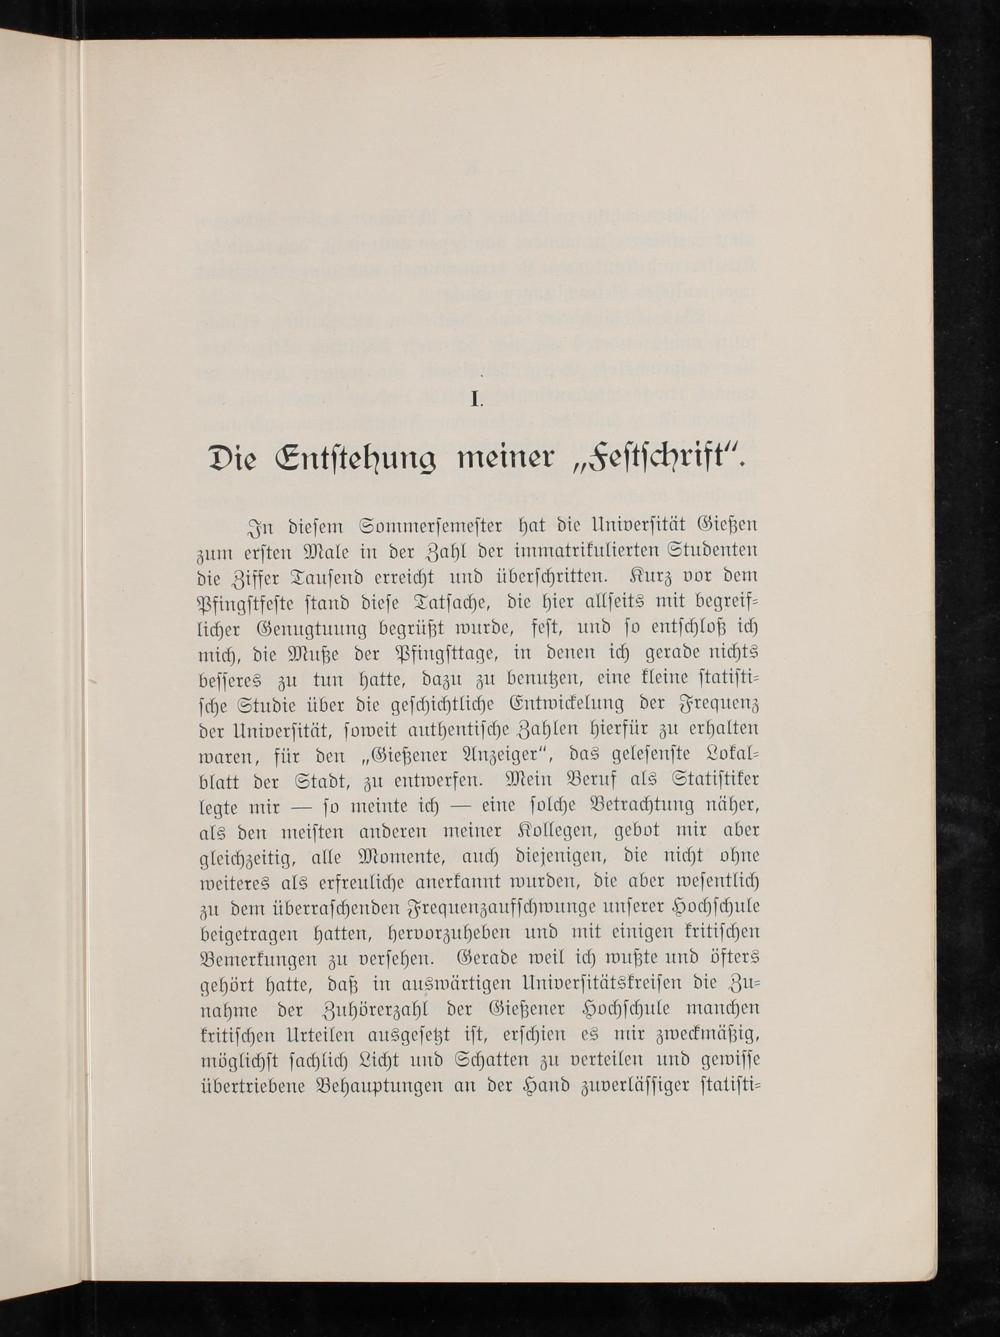 I.
Die Entſtehung meiner „Feſtſchrift“.
In dieſem Sommerſemeſter hat die Univerſität Gießen
zum erſten Male in der Zahl der immatrikulierten Studenten
die Ziffer Tauſend erreicht und überſchritten. Kurz vor dem
Pfingſtfeſte ſtand dieſe Tatſache, die hier allſeits mit begreif⸗
licher Genugtuung begrüßt wurde, feſt, und ſo entſchloß ich
mich, die Muße der Pfingſttage, in denen ich gerade nichts
beſſeres zu tun hatte, dazu zu benutzen, eine kleine ſtatiſti⸗
ſche Studie über die geſchichtliche Entwickelung der Frequenz
der Univerſität, ſoweit authentiſche Zahlen hierfür zu erhalten
waren, für den „Gießener Anzeiger“, das geleſenſte Lokal⸗
blatt der Stadt, zu entwerfen. Mein Beruf als Statiſtiker
legte mir — ſo meinte ich — eine ſolche Betrachtung näher,
als den meiſten anderen meiner Kollegen, gebot mir aber
gleichzeitig, alle Momente, auch diejenigen, die nicht ohne
weiteres als erfreuliche anerkannt wurden, die aber weſentlich
zu dem überraſchenden Frequenzaufſchwunge unſerer Hochſchule
beigetragen hatten, hervorzuheben und mit einigen kritiſchen
Bemerkungen zu verſehen. Gerade weil ich wußte und öfters
gehört hatte, daß in auswärtigen Univerſitätskreiſen die Zu⸗
nahme der Zuhörerzahl der Gießener Hochſchule manchen
kritiſchen Urteilen ausgeſetzt iſt, erſchien es mir zweckmäßig,
möglichſt ſachlich Licht und Schatten zu verteilen und gewiſſe
übertriebene Behauptungen an der Hand zuverläſſiger ſtatiſti⸗